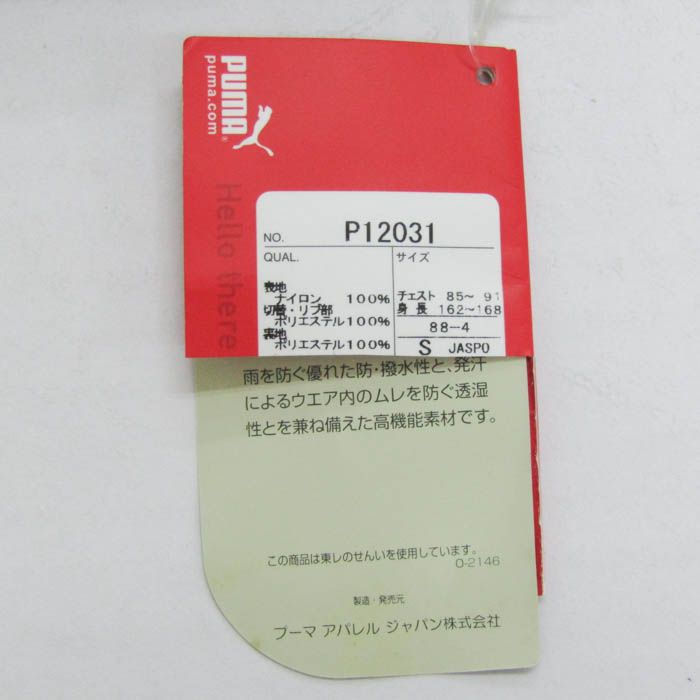 PUMA®
puma.com
Hello there
NO. P12031
QUAL. サイズ
表地
ナイロン 100%
切替・リブ部
ポリエステル100%
裏地
ポリエステル100%
チェスト 85～ 91
身 長 162～168
88-4
S JASPO
雨を防ぐ優れた防・撥水性と、発汗
によるウエア内のムレを防ぐ透湿
性とを兼ね備えた高機能素材です。
この商品は東レのせんいを使用しています。
0-2146
製造・発売元
プーマ アパレル ジャパン株式会社